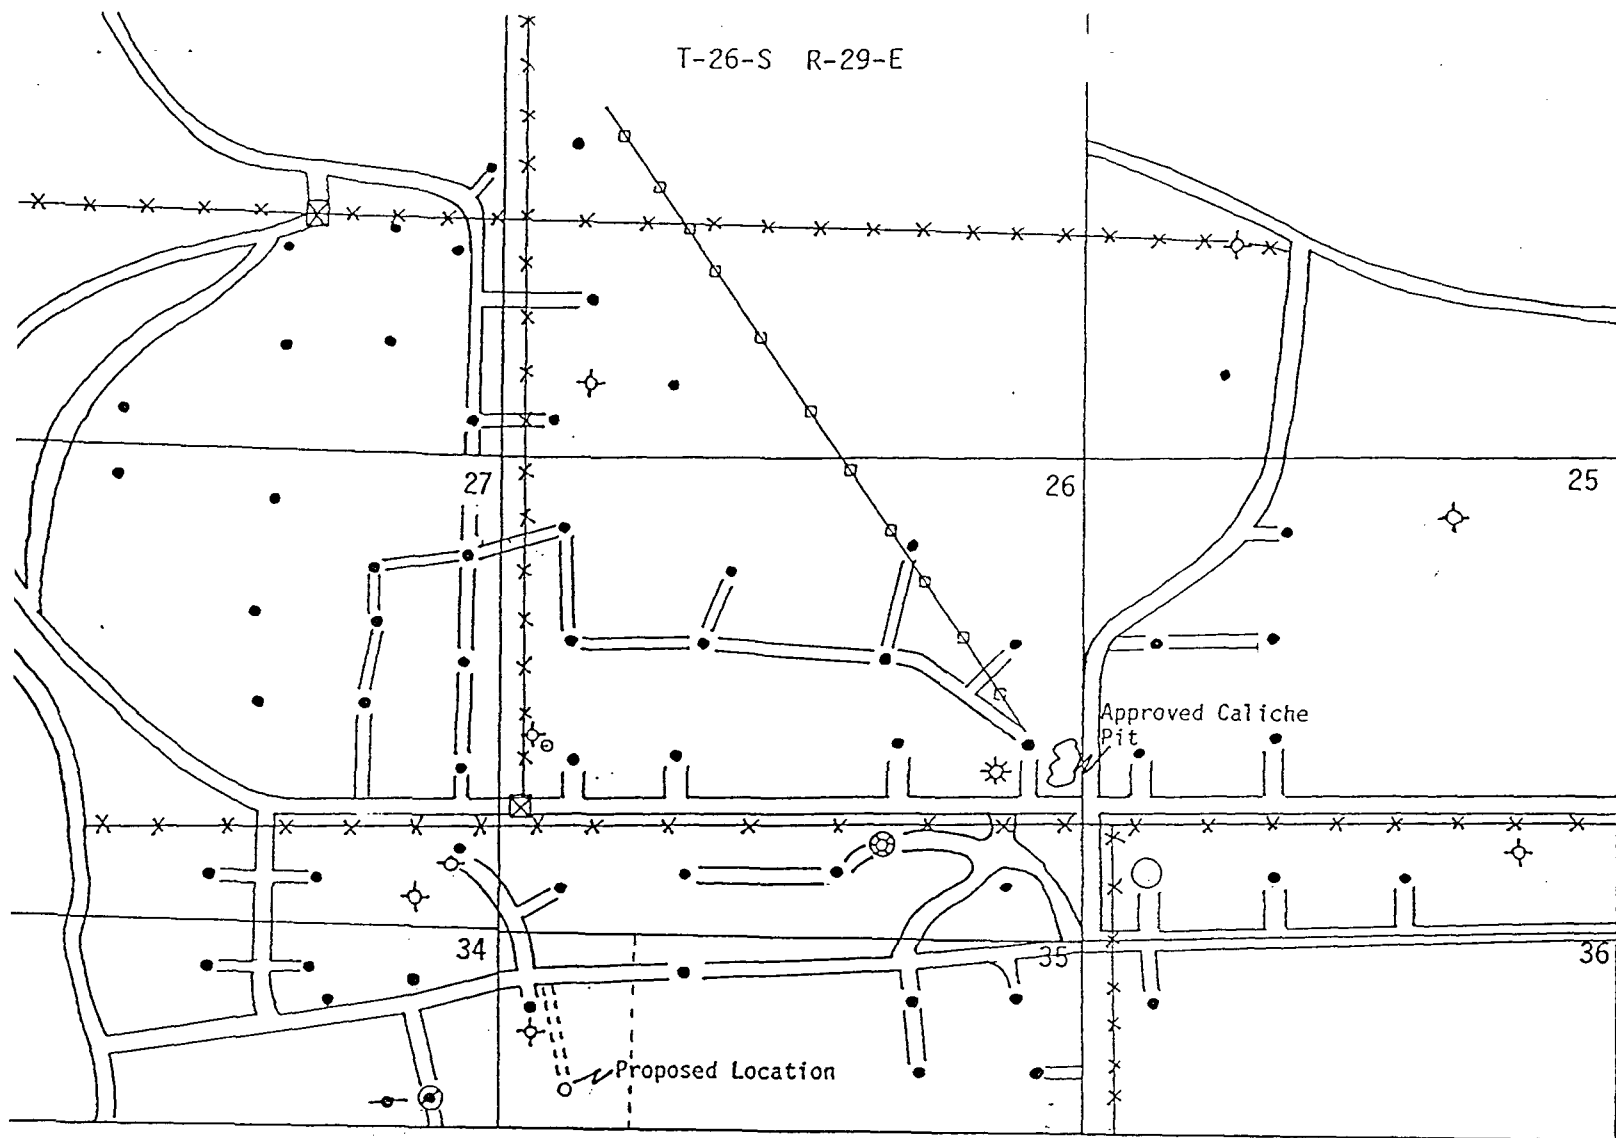 T-26-S R-29-E
27
26
25
Approved Caliche
Pit
34
35
36
Proposed Location